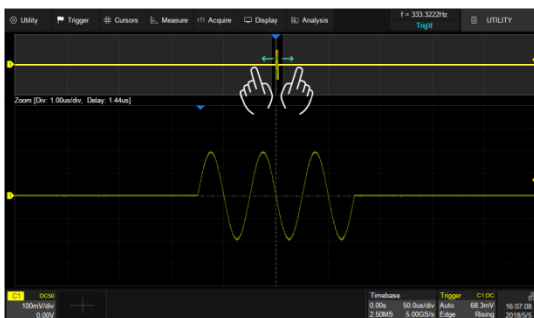 Utility Trigger Cursors Measure Acquire Display Analysis f = 333.3222Hz Trig'd UTILITY
Zoom [Div: 1.00us/div, Delay: 1.44us]
C1 DC50 Timebase Trigger C1 DC
100mV/div 0.00s 50.0us/div Auto 68.3mV 16:07:08
0.00V 2.50MS 5.00GS/s Edge Rising 2018/5/5